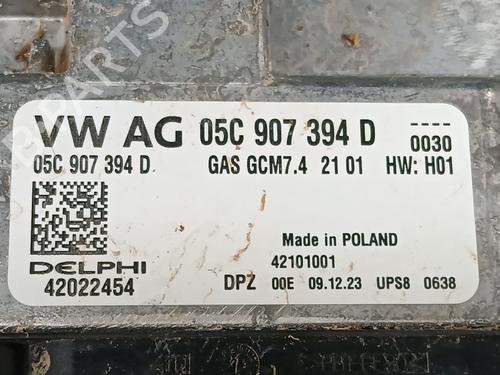 VW AG 05C 907 394 D 0030
05C 907 394 D GAS GCM7.4 21 01 HW: H01
Made in POLAND
DELPHI 42101001
42022454 DPZ 00E 09.12.23 UPS8 0638